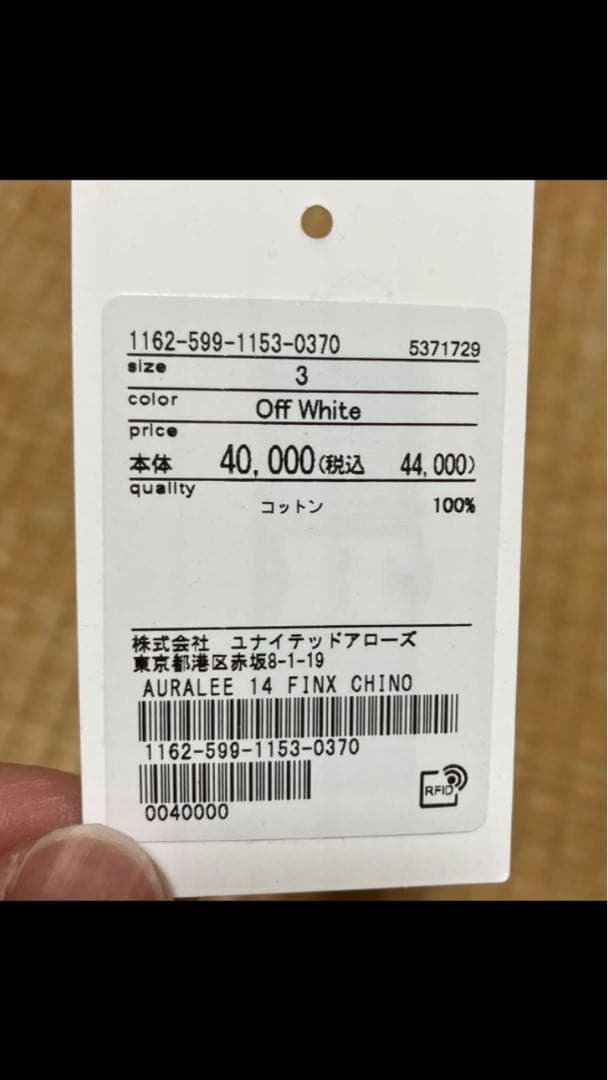 1162-599-1153-0370 5371729
size 3
color Off White
price
本体 40,000(税込 44,000)
quality
コットン 100%
株式会社 ユナイテッドアローズ
東京都港区赤坂8-1-19
AURALEE 14 FINX CHINO
1162-599-1153-0370
0040000
RFID